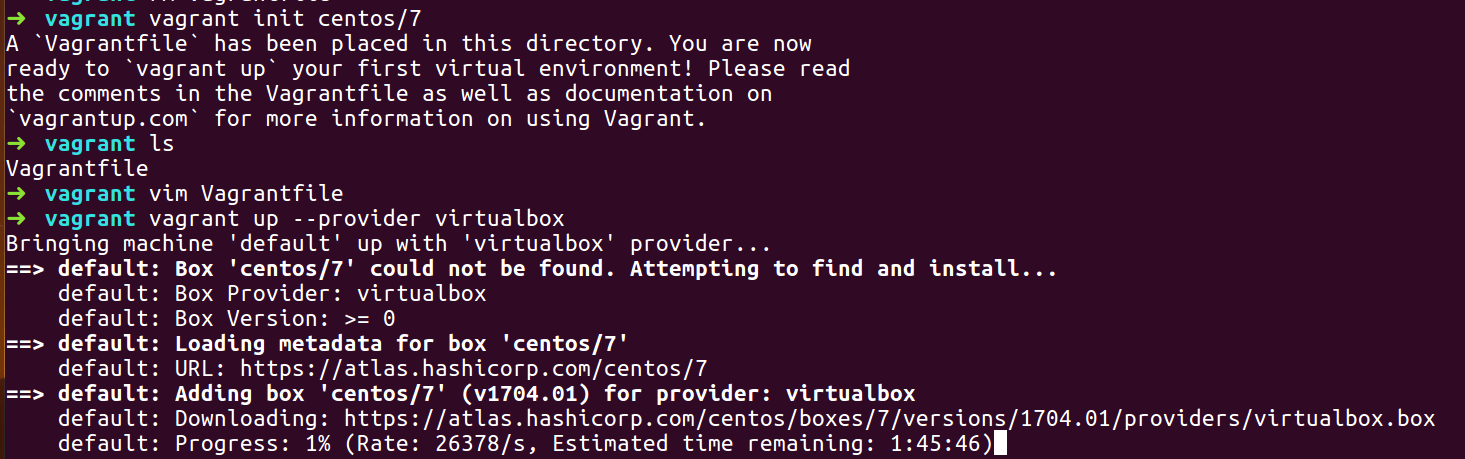 ➜ vagrant vagrant init centos/7
A `Vagrantfile` has been placed in this directory. You are now
ready to `vagrant up` your first virtual environment! Please read
the comments in the Vagrantfile as well as documentation on
`vagrantup.com` for more information on using Vagrant.
➜ vagrant ls
Vagrantfile
➜ vagrant vim Vagrantfile
➜ vagrant vagrant up --provider virtualbox
Bringing machine 'default' up with 'virtualbox' provider...
==> default: Box 'centos/7' could not be found. Attempting to find and install...
default: Box Provider: virtualbox
default: Box Version: >= 0
==> default: Loading metadata for box 'centos/7'
default: URL: https://atlas.hashicorp.com/centos/7
==> default: Adding box 'centos/7' (v1704.01) for provider: virtualbox
default: Downloading: https://atlas.hashicorp.com/centos/boxes/7/versions/1704.01/providers/virtualbox.box
default: Progress: 1% (Rate: 26378/s, Estimated time remaining: 1:45:46)